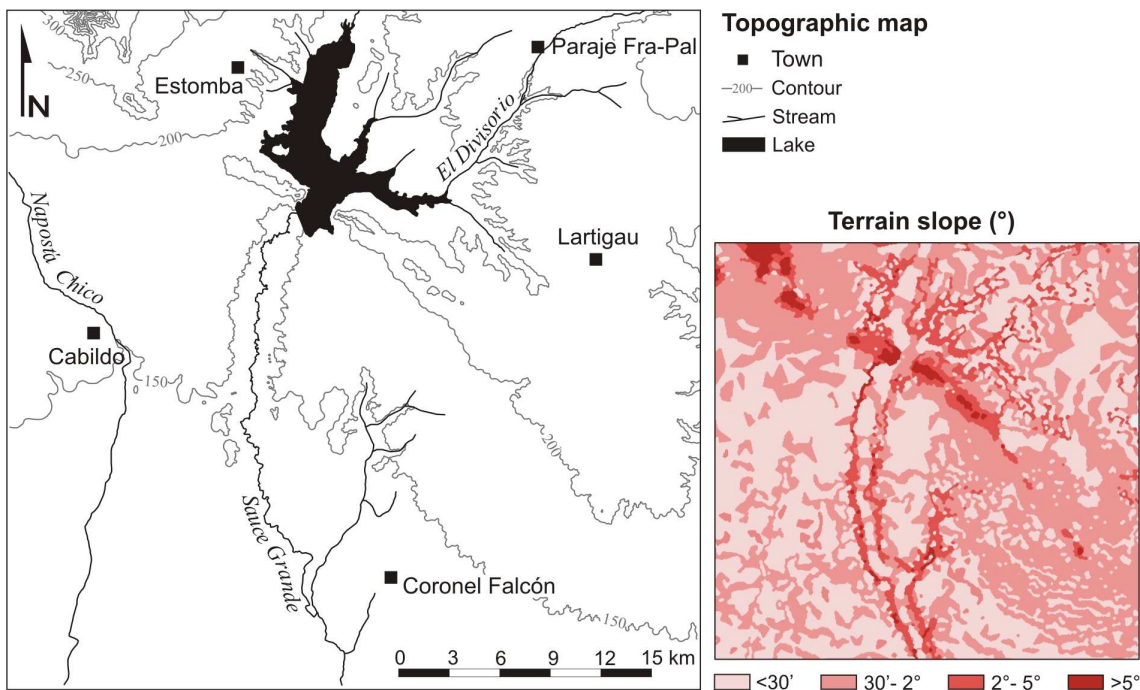 300
250
N
Estomba
200
Paraje Fra-Pal
El Divisorio
Naposiá Chico
Lartigau
Cabildo
150
200
Sauce Grande
Coronel Falcón
150
0 3 6 9 12 15 km
Topographic map
Town
200 Contour
Stream
Lake
Terrain slope (°)
<30' 30'- 2° 2°- 5° >5°